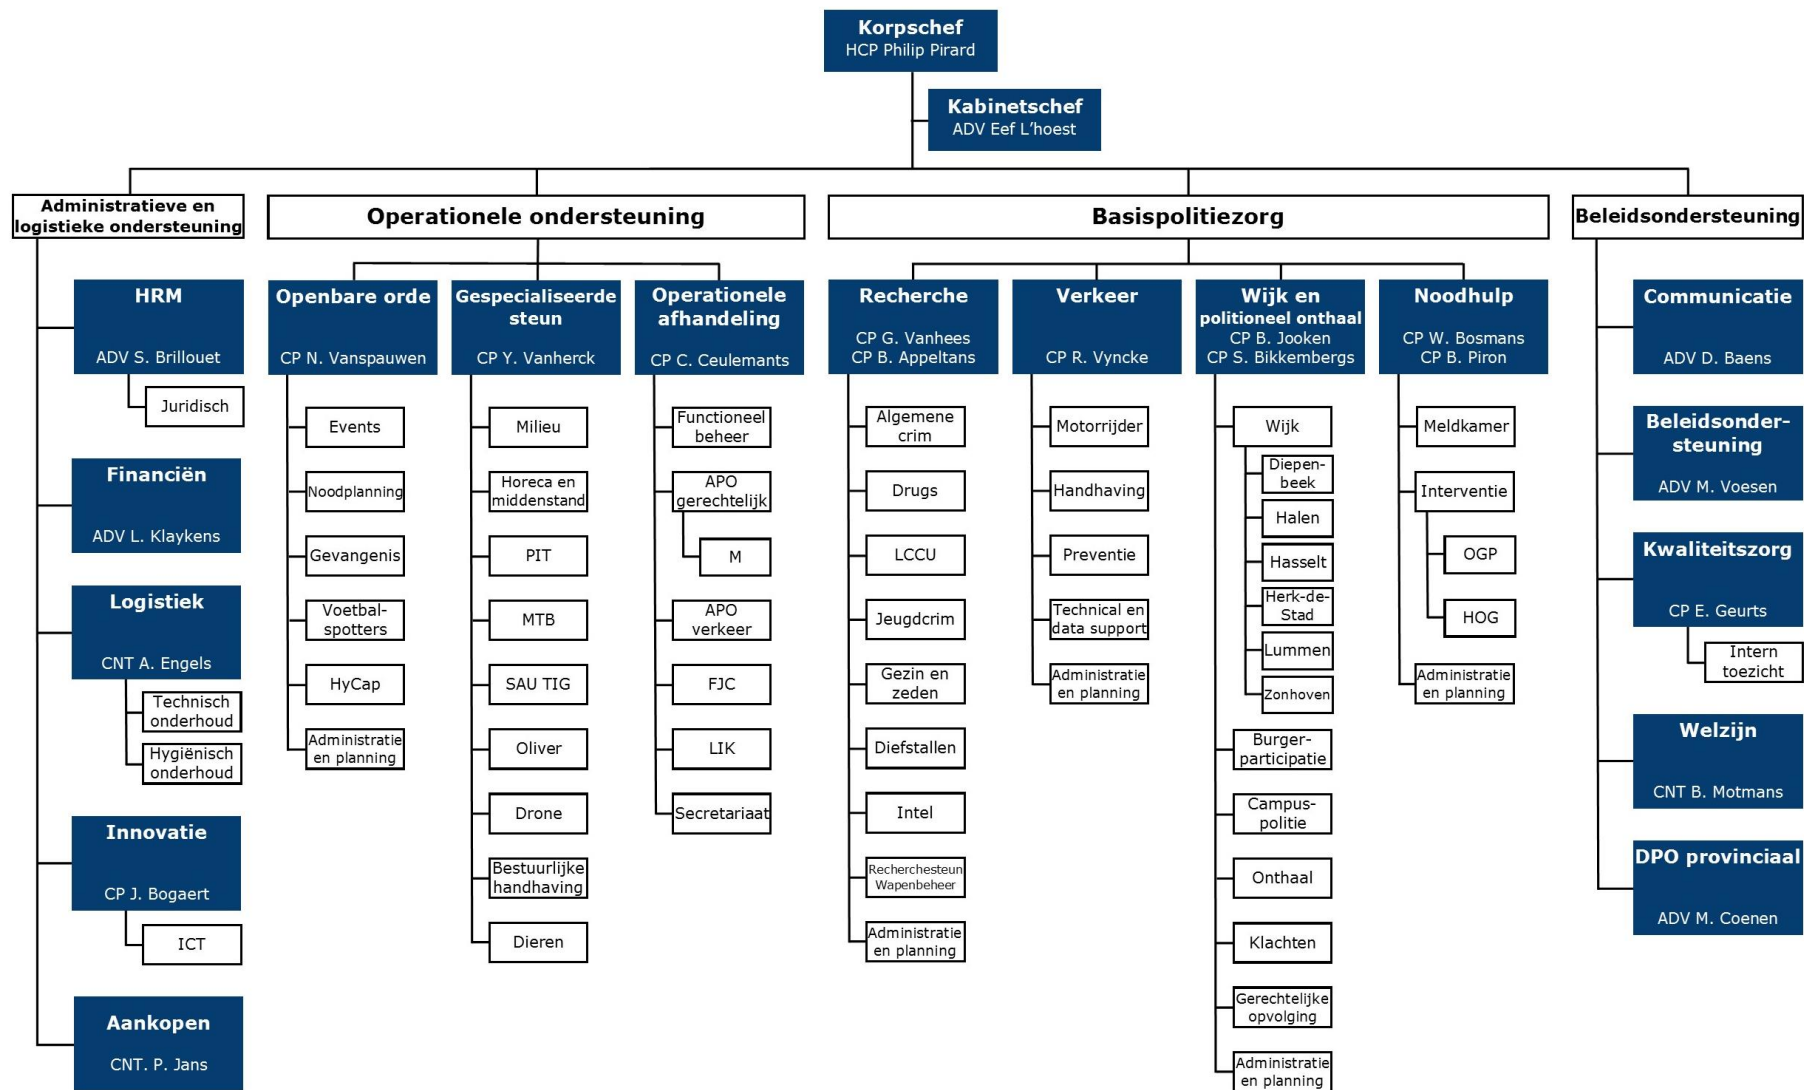 Korpschef
HCP Philip Pirard
Kabinetschef
ADV Eef L'hoest
Administratieve en
logistieke ondersteuning
HRM
ADV S. Brillouet
Juridisch
Financiën
ADV L. Klaykens
Logistiek
CNT A. Engels
Technisch
onderhoud
Hygiënisch
onderhoud
Innovatie
CP J. Bogaert
ICT
Aankopen
CNT. P. Jans
Operationele ondersteuning
Openbare orde
CP N. Vanspauwen
Events
Noodplanning
Gevangenis
Voetbal-
spotters
HyCap
Administratie
en planning
Gespecialiseerde
steun
CP Y. Vanherck
Milieu
Horeca en
middenstand
PIT
MTB
SAU TIG
Oliver
Drone
Bestuurlijke
handhaving
Dieren
Operationele
afhandeling
CP C. Ceulemants
Functioneel
beheer
APO
gerechtelijk
M
APO
verkeer
FJC
LIK
Secretariaat
Basispolitiezorg
Recherche
CP G. Vanhees
CP B. Appeltans
Algemene
crim
Drugs
LCCU
Jeugdcrim
Gezin en
zeden
Diefstallen
Intel
Recherchesteun
Wapenbeheer
Administratie
en planning
Verkeer
CP R. Vyncke
Motorrijder
Handhaving
Preventie
Technical en
data support
Administratie
en planning
Wijk en
politioneel onthaal
CP B. Jooken
CP S. Bikkembergs
Wijk
Diepen-
beek
Halen
Hasselt
Herk-de-
Stad
Lummen
Zonhoven
Burger-
participatie
Campus-
politie
Onthaal
Klachten
Gerechtelijke
opvolging
Administratie
en planning
Noodhulp
CP W. Bosmans
CP B. Piron
Meldkamer
Interventie
OGP
HOG
Administratie
en planning
Beleidsondersteuning
Communicatie
ADV D. Baens
Beleidsonder-
steuning
ADV M. Voesen
Kwaliteitszorg
CP E. Geurts
Intern
toezicht
Welzijn
CNT B. Motmans
DPO provinciaal
ADV M. Coenen